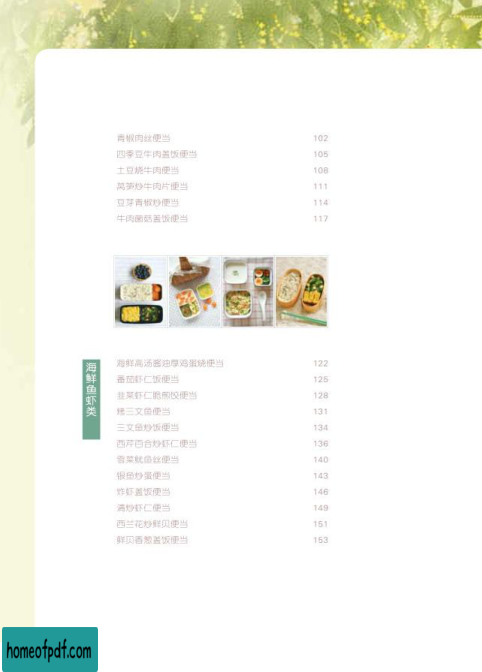 青椒肉丝便当 102
四季豆牛肉盖饭便当 105
土豆烧牛肉便当 108
莴笋炒牛肉片便当 111
豆芽青椒炒便当 114
牛肉菌菇盖饭便当 117
海鲜鱼虾类
海鲜高汤酱油厚鸡蛋烧便当 122
番茄虾仁饭便当 125
韭菜虾仁脆煎饺便当 128
烤三文鱼便当 131
三文鱼炒饭便当 134
西芹百合炒虾仁便当 136
雪菜鱿鱼丝便当 140
银鱼炒蛋便当 143
炸虾盖饭便当 146
清炒虾仁便当 149
西兰花炒鲜贝便当 151
鲜贝香葱盖饭便当 153
homeofpdf.com